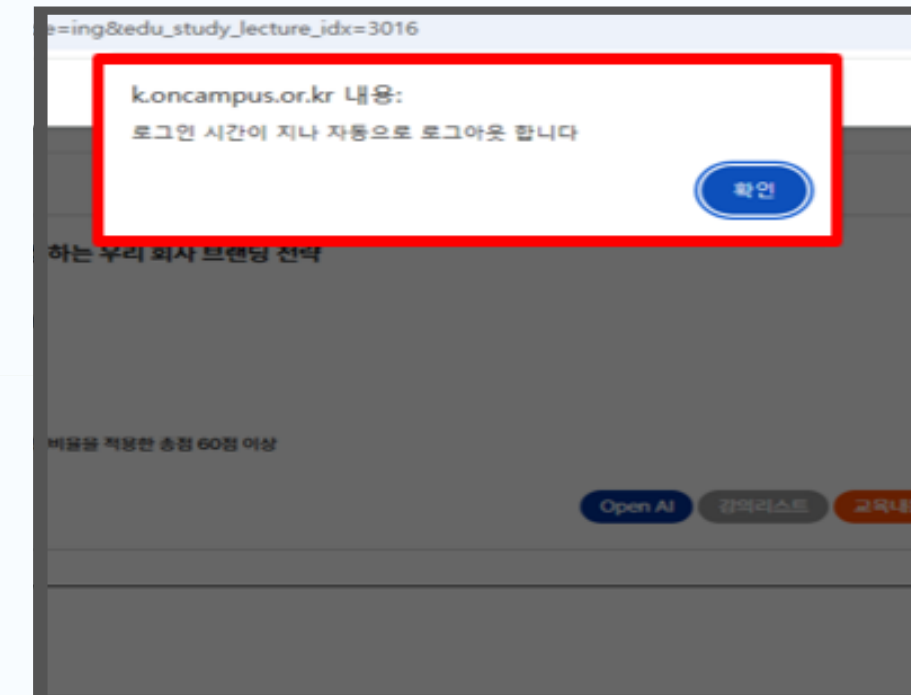 e=ing&edu_study_lecture_idx=3016
k.oncampus.or.kr 내용:
로그인 시간이 지나 자동으로 로그아웃 합니다
확인
하는 우리 회사 브랜딩 전략
비율을 적용한 총점 60점 이상
Open AI 강의리스트 교육내